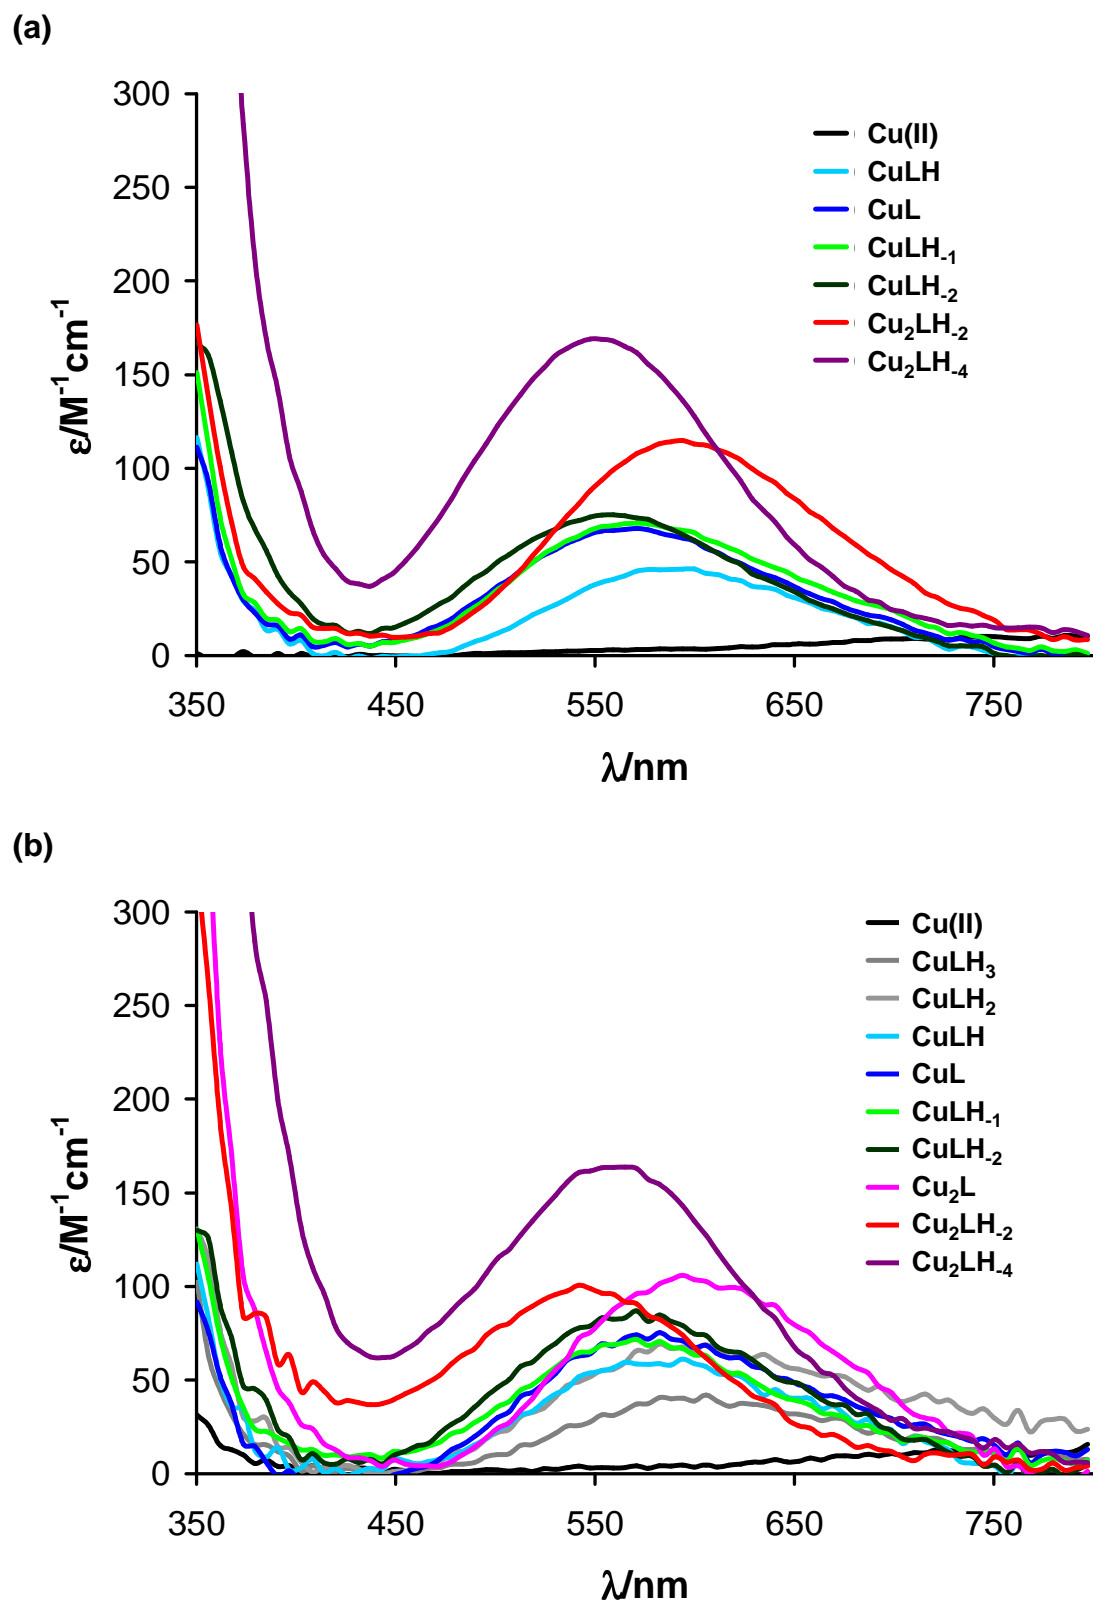 (a)
300
250
200
150
100
50
0
ε/M⁻¹cm⁻¹
350 450 550 650 750
λ/nm
Cu(II)
CuLH
CuL
CuLH₋₁
CuLH₋₂
Cu₂LH₋₂
Cu₂LH₋₄
(b)
300
250
200
150
100
50
0
ε/M⁻¹cm⁻¹
350 450 550 650 750
λ/nm
Cu(II)
CuLH₃
CuLH₂
CuLH
CuL
CuLH₋₁
CuLH₋₂
Cu₂L
Cu₂LH₋₂
Cu₂LH₋₄